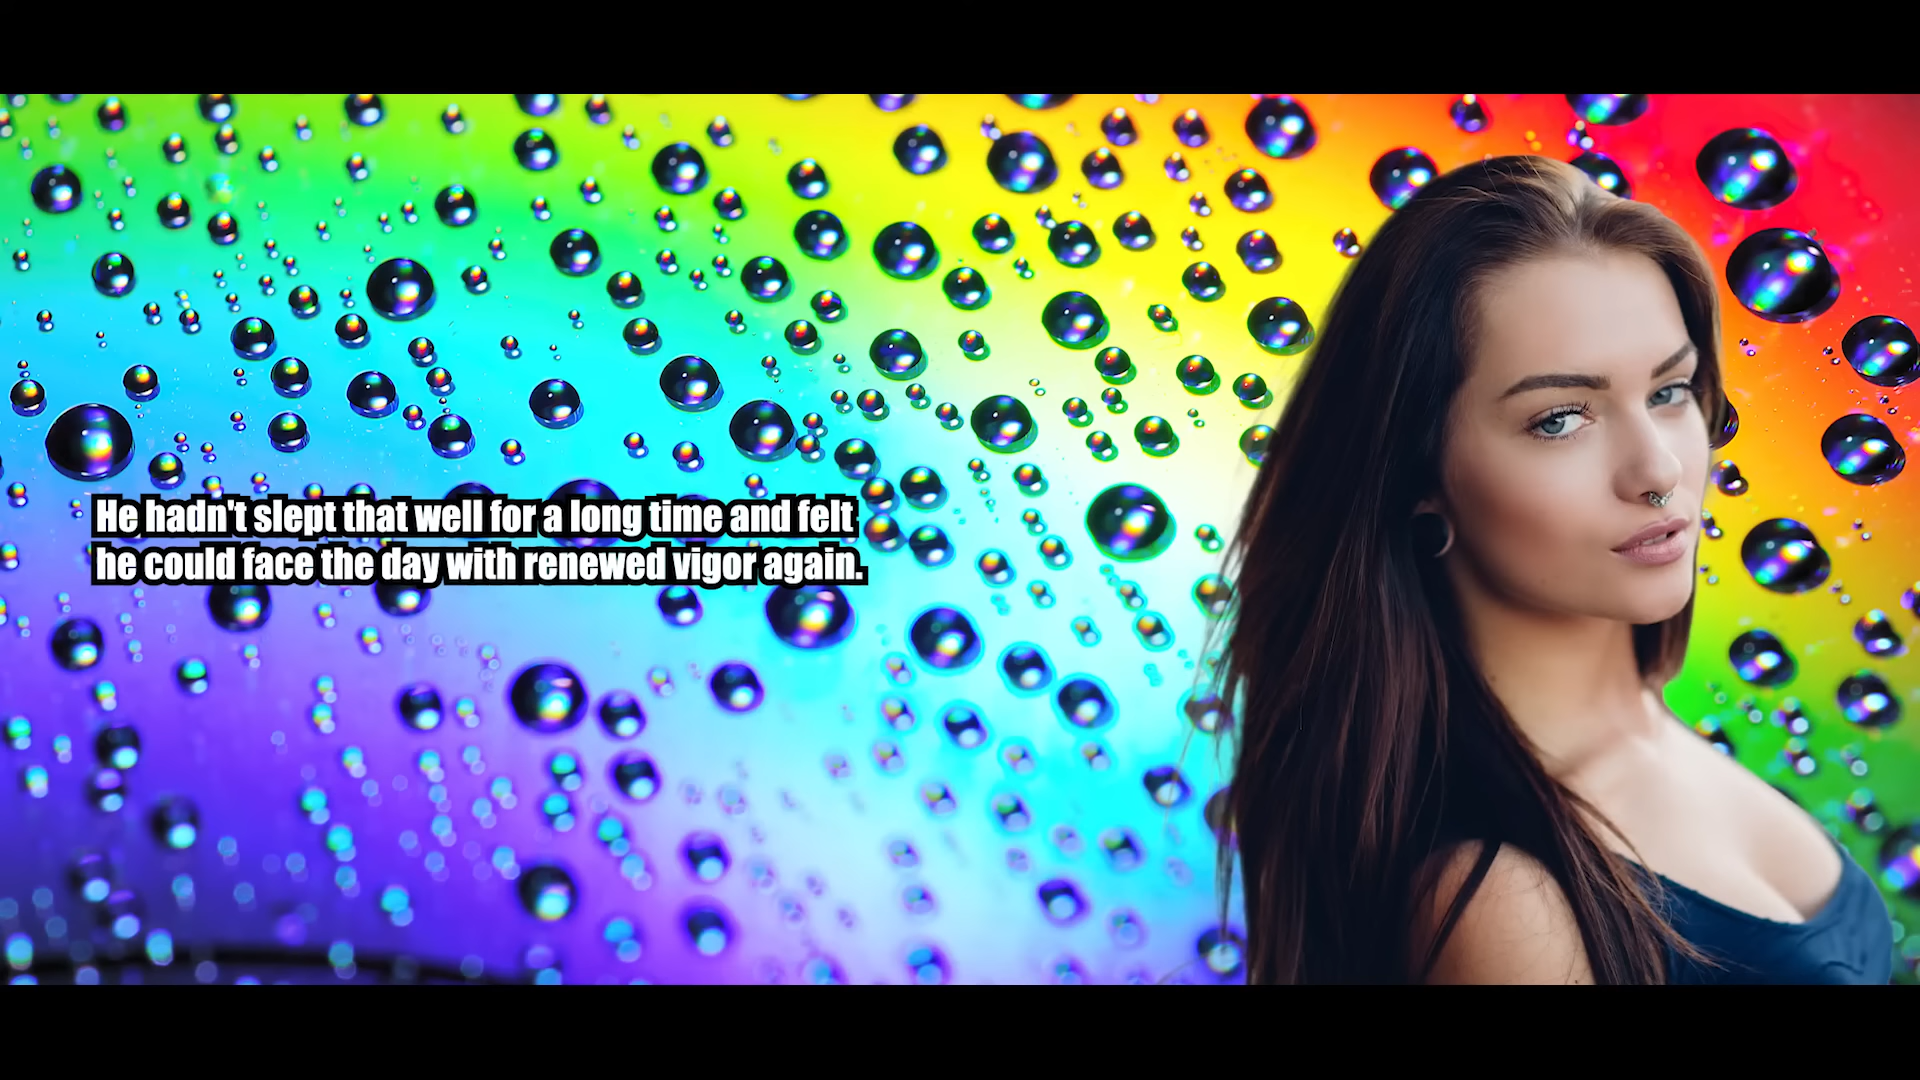 He hadn't slept that well for a long time and felt
he could face the day with renewed vigor again.